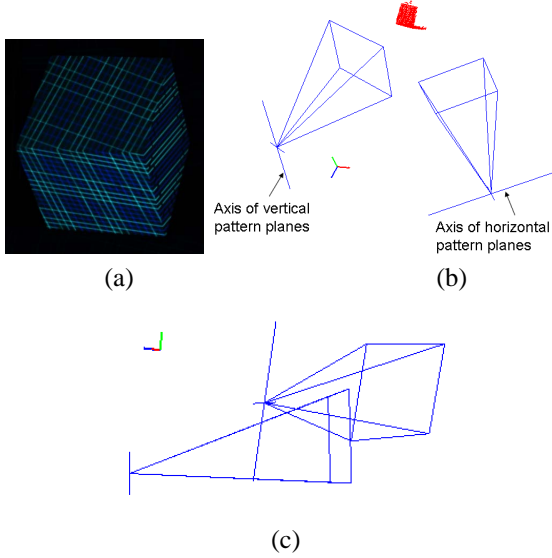 Axis of vertical
pattern planes
Axis of horizontal
pattern planes
(a)
(b)
(c)